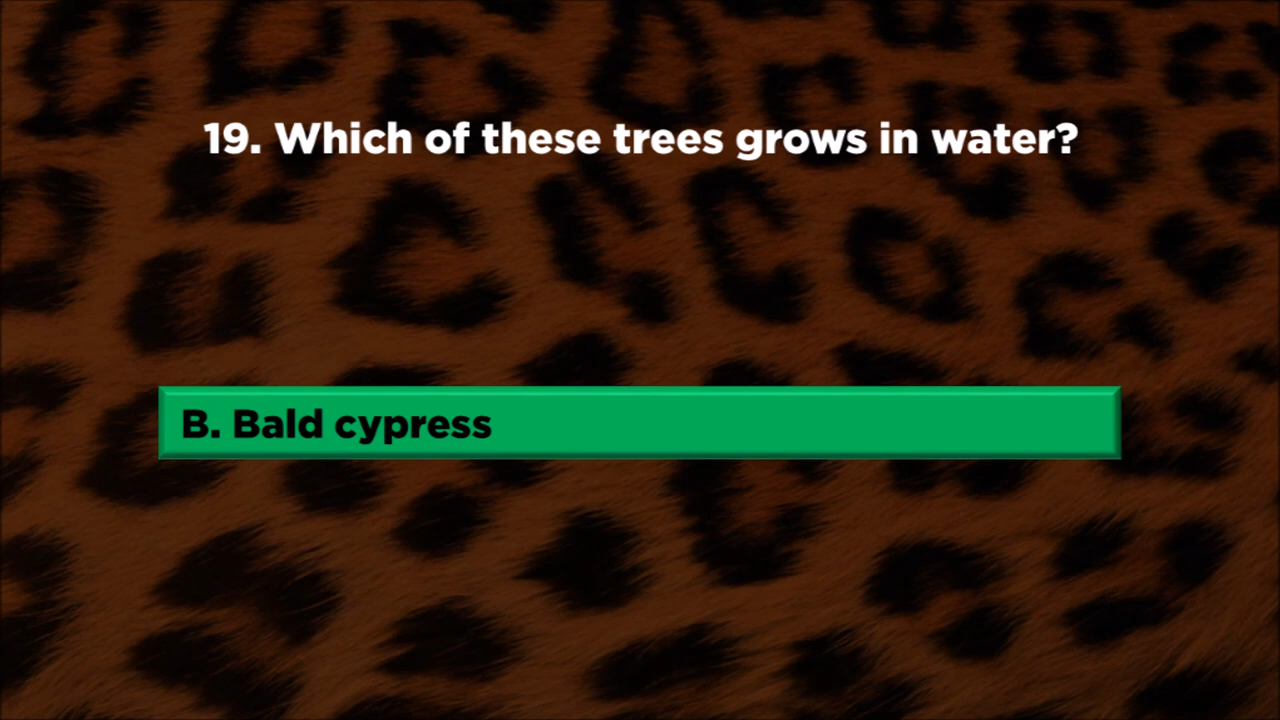 19. Which of these trees grows in water?
B. Bald cypress